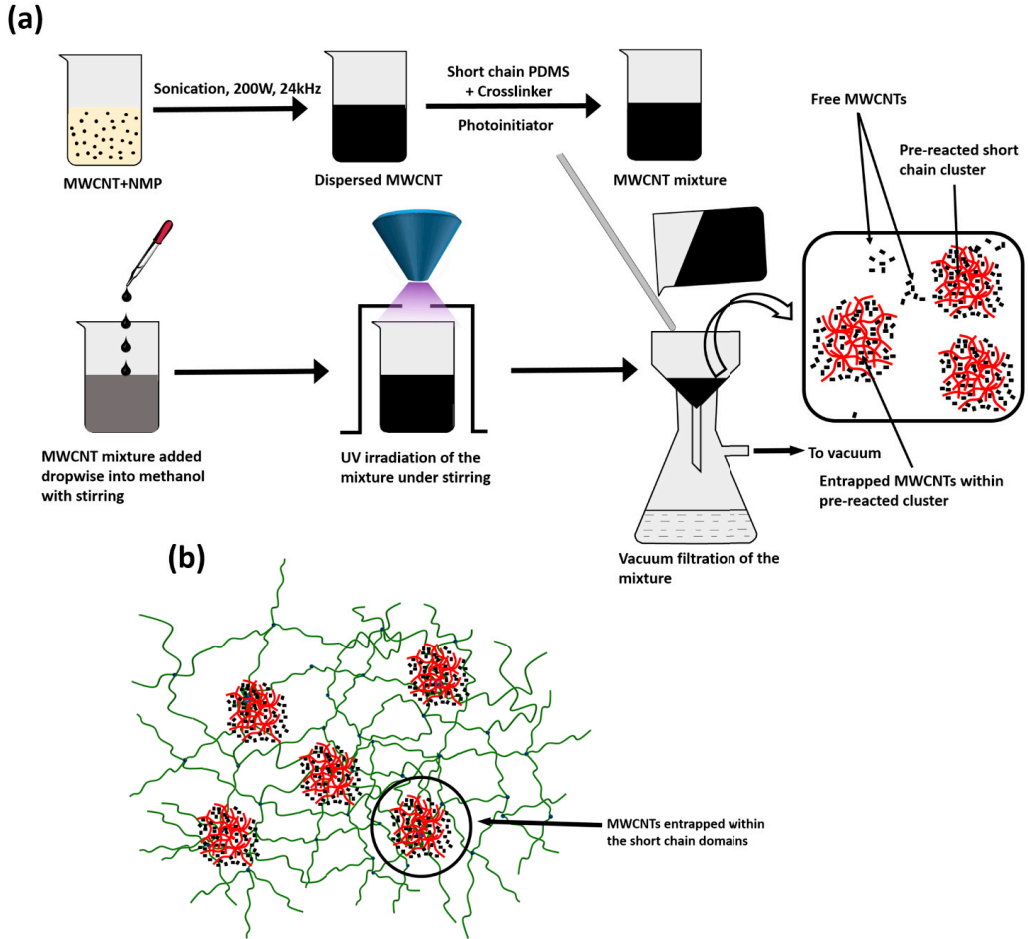 (a)
Sonication, 200W, 24kHz
Short chain PDMS
+ Crosslinker
Photoinitiator
MWCNT+NMP
Dispersed MWCNT
MWCNT mixture
Free MWCNTs
Pre-reacted short
chain cluster
MWCNT mixture added
dropwise into methanol
with stirring
UV irradiation of the
mixture under stirring
To vacuum
Entrapped MWCNTs within
pre-reacted cluster
Vacuum filtration of the
mixture
(b)
MWCNTs entrapped within
the short chain domains